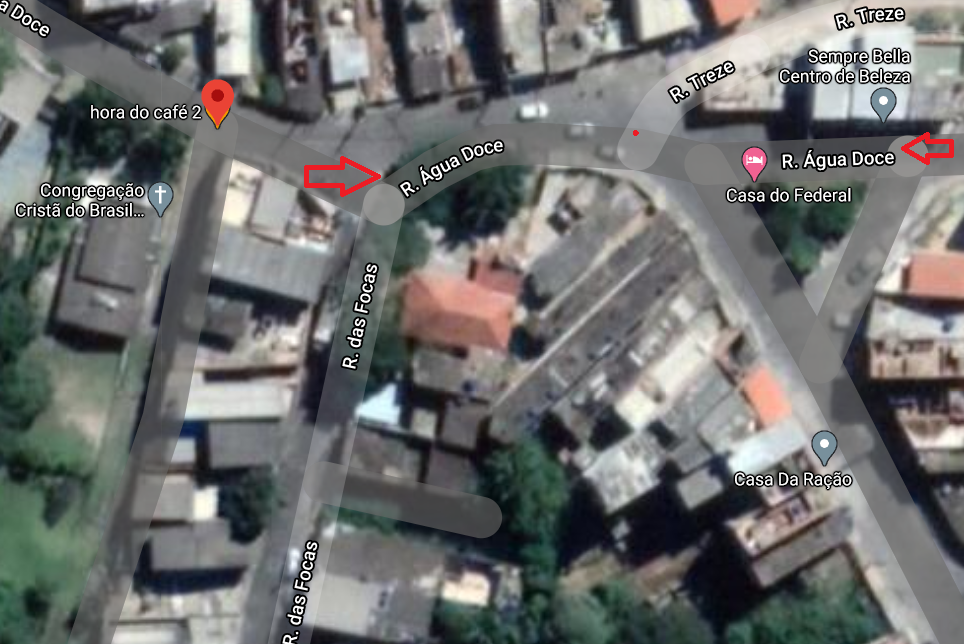 a Doce
R. Treze
Sempre Bella
Centro de Beleza
R. Treze
hora do café 2
R. Água Doce
R. Água Doce
Casa do Federal
Congregação
Cristã do Brasil...
R. das Focas
Casa Da Ração
R. das Focas